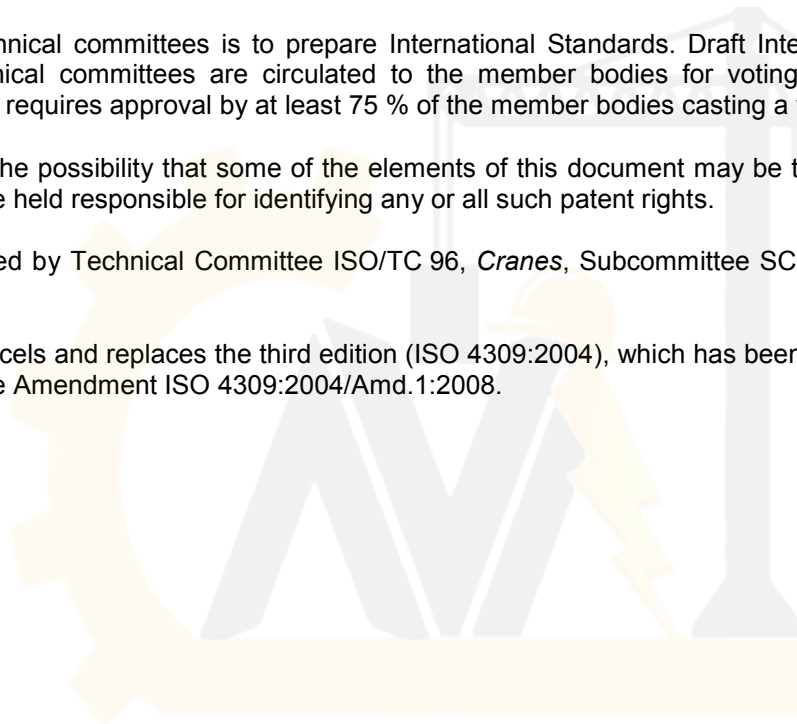 hnical committees is to prepare International Standards. Draft Inte
nical committees are circulated to the member bodies for voting
requires approval by at least 75 % of the member bodies casting a
he possibility that some of the elements of this document may be t
e held responsible for identifying any or all such patent rights.
ed by Technical Committee ISO/TC 96, Cranes, Subcommittee SC
cels and replaces the third edition (ISO 4309:2004), which has been
e Amendment ISO 4309:2004/Amd.1:2008.